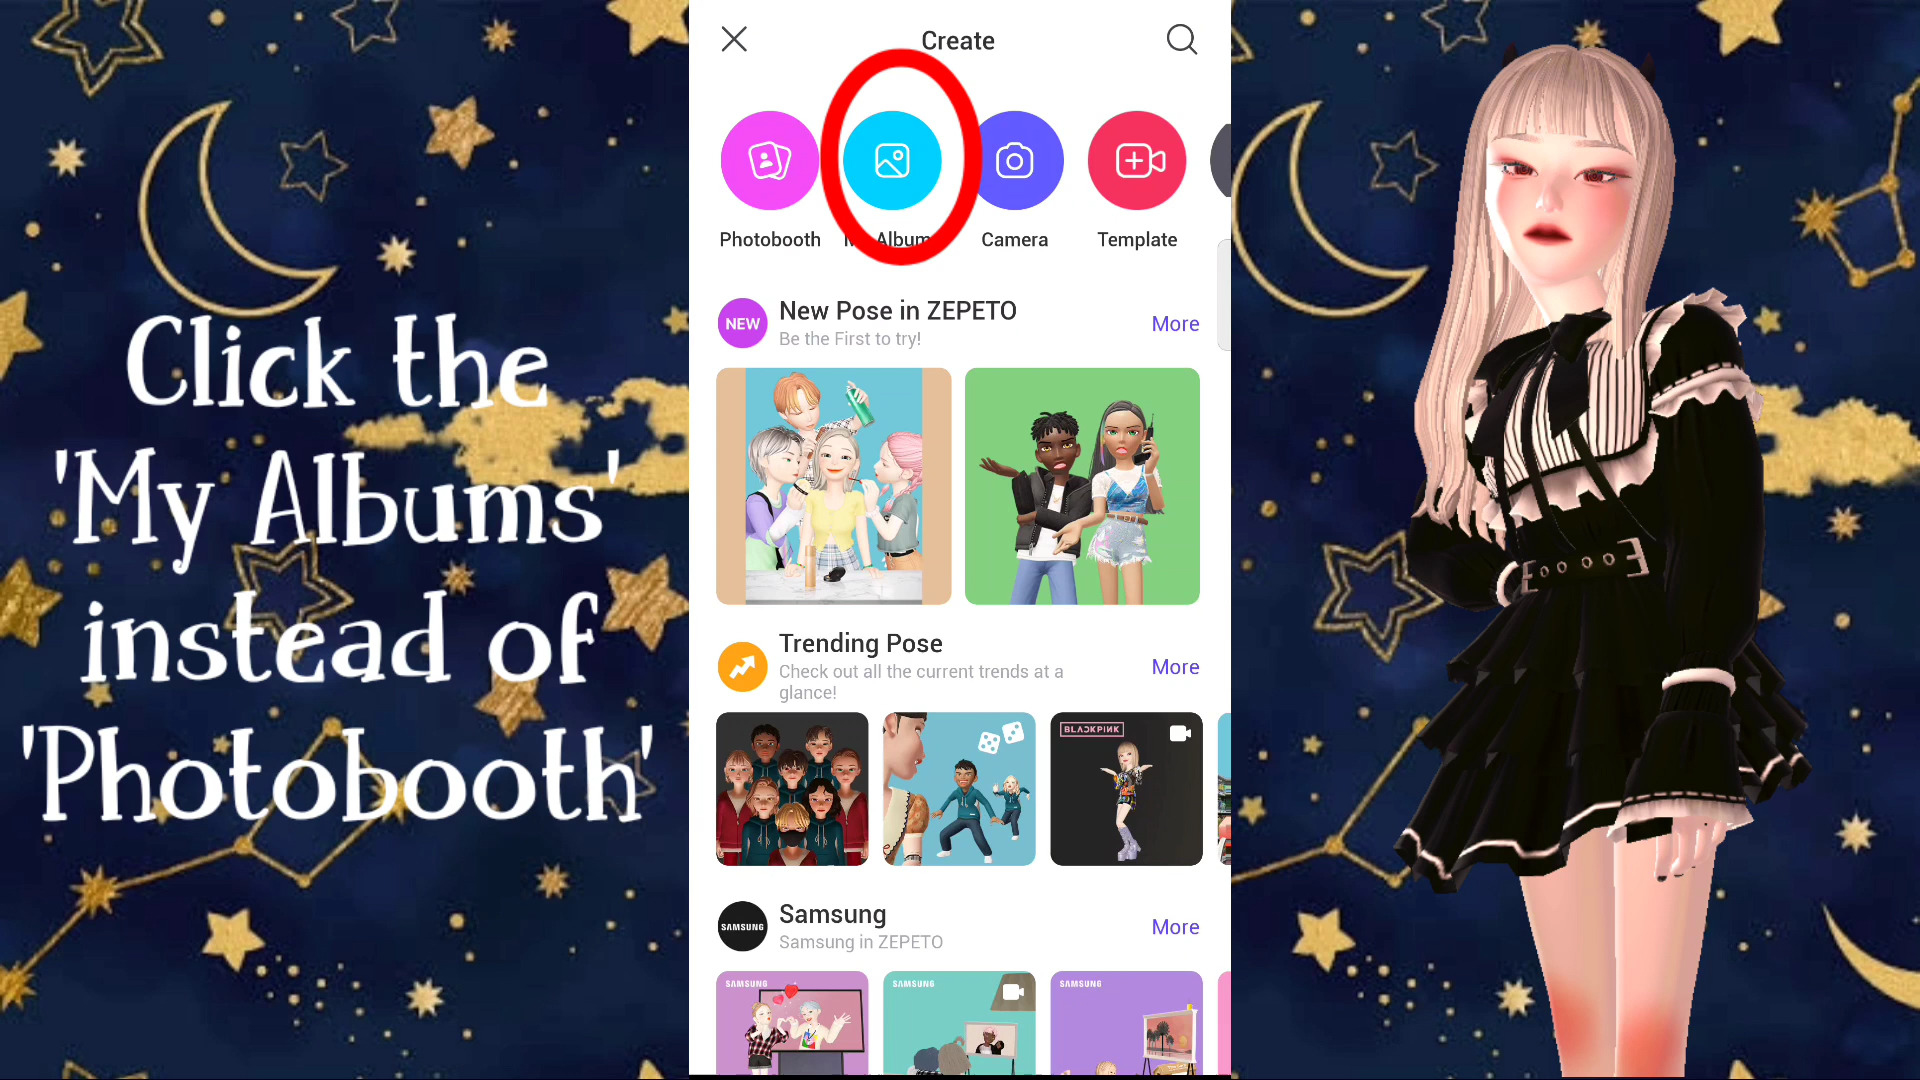 Click the
'My Albums'
instead of
'Photobooth'
Create
Photobooth
Album
Camera
Template
NEW
New Pose in ZEPETO
Be the First to try!
More
Trending Pose
Check out all the current trends at a
glance!
More
BLACKPINK
SAMSUNG
Samsung
Samsung in ZEPETO
More
SAMSUNG
SAMSUNG
SAMSUNG